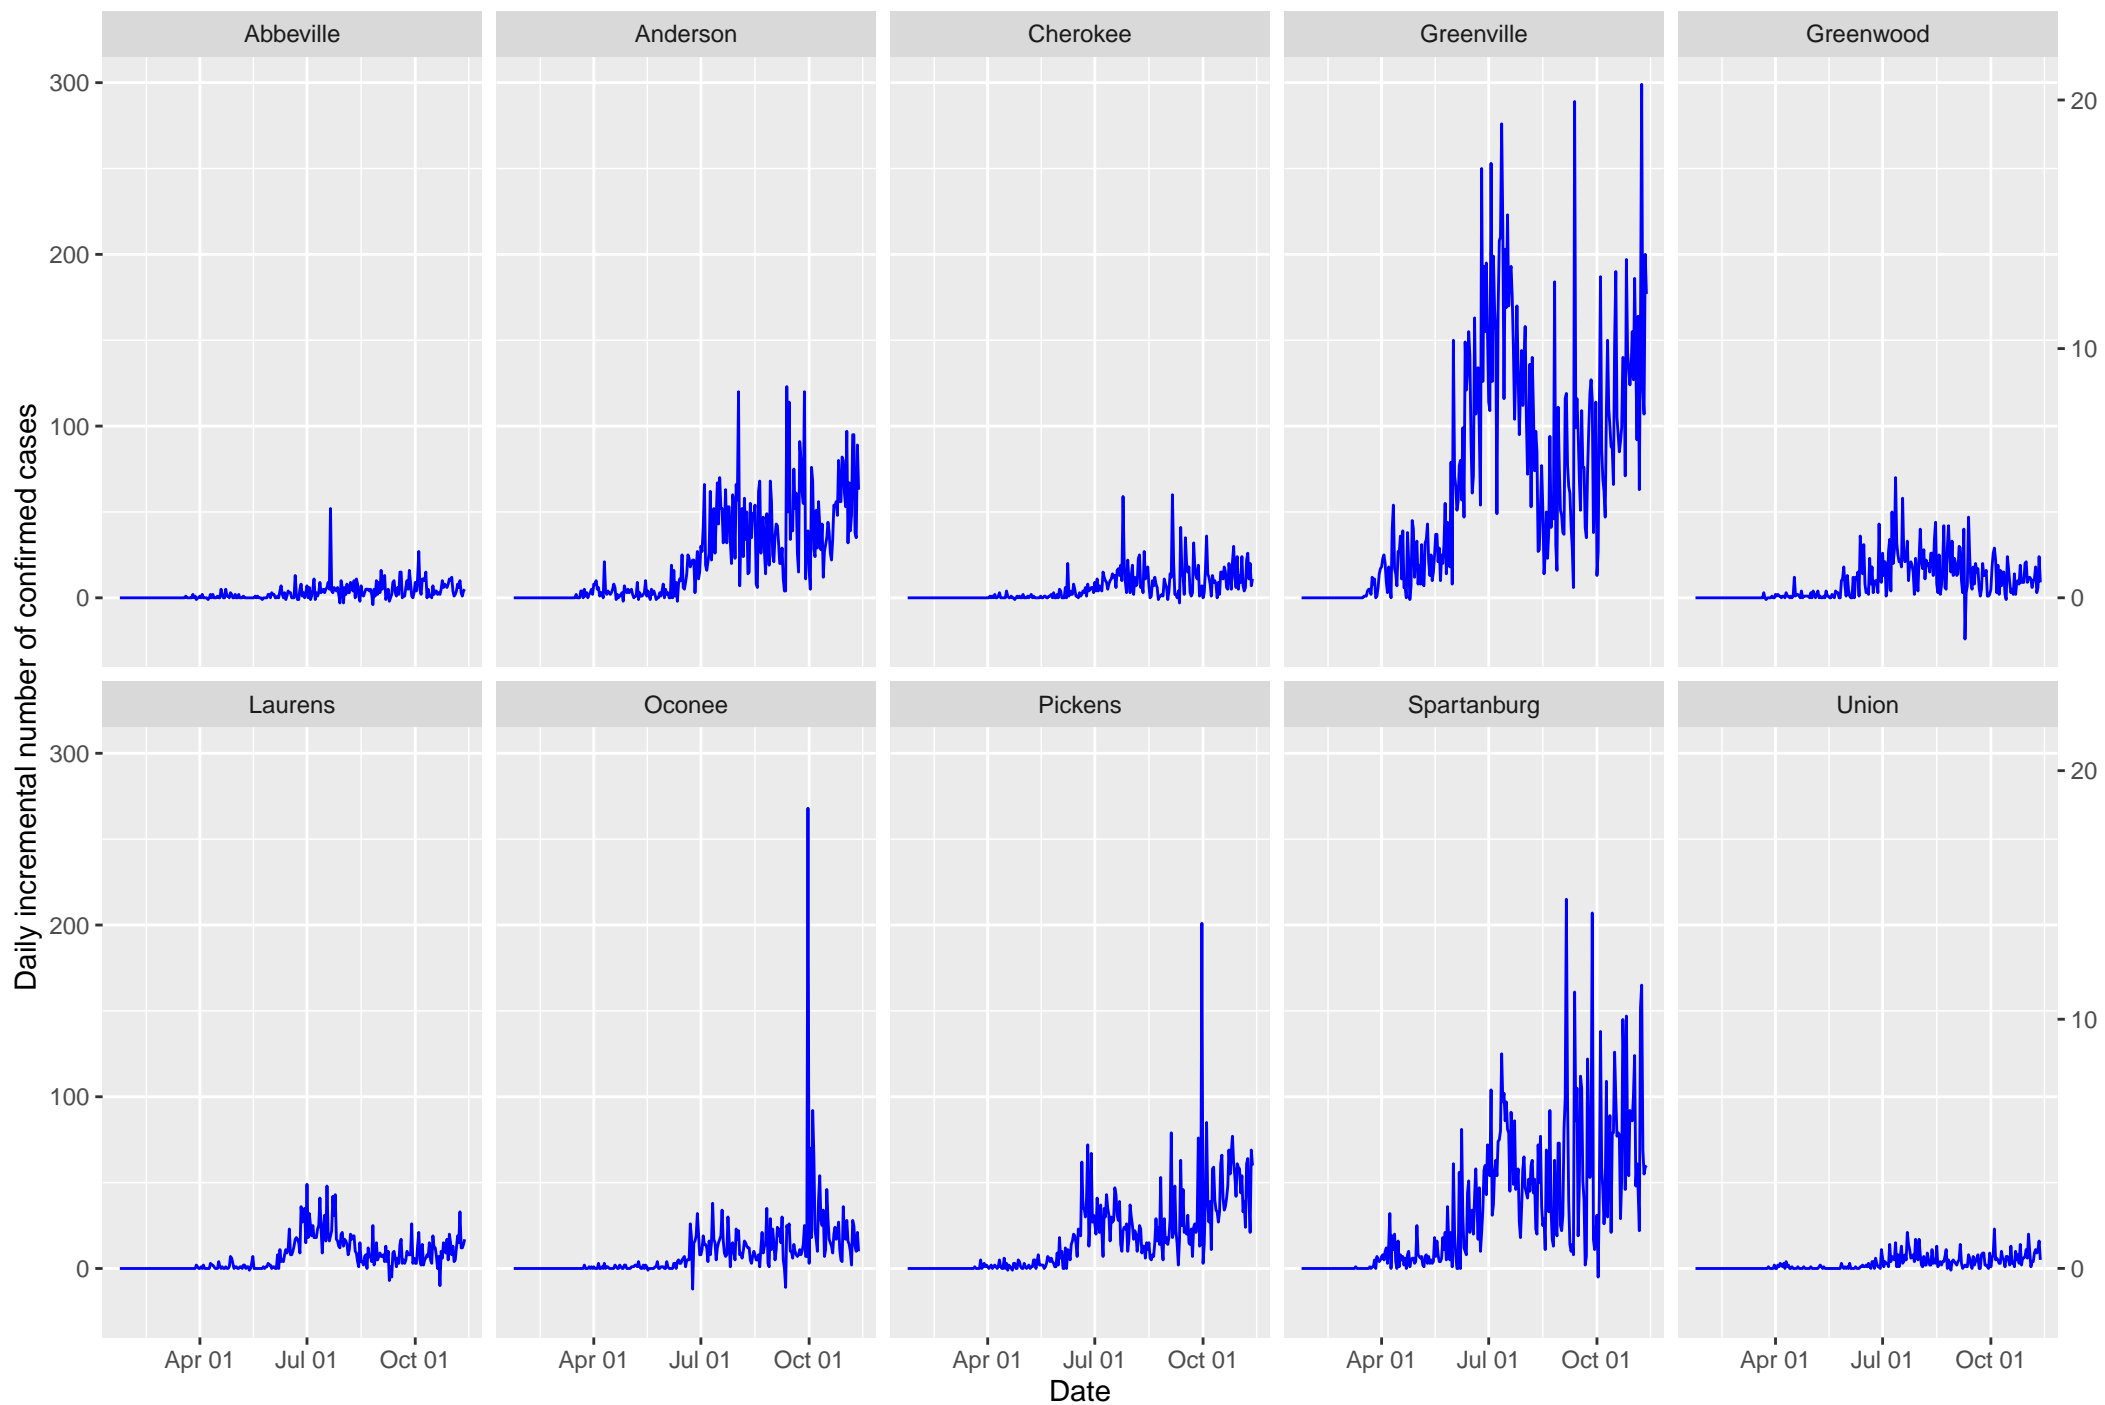 Abbeville Anderson Cherokee Greenville Greenwood
300
200
100
0
20
10
0
Laurens Oconee Pickens Spartanburg Union
300
200
100
0
20
10
0
Apr 01 Jul 01 Oct 01 Apr 01 Jul 01 Oct 01 Apr 01 Jul 01 Oct 01 Apr 01 Jul 01 Oct 01 Apr 01 Jul 01 Oct 01
Date
Daily incremental number of confirmed cases